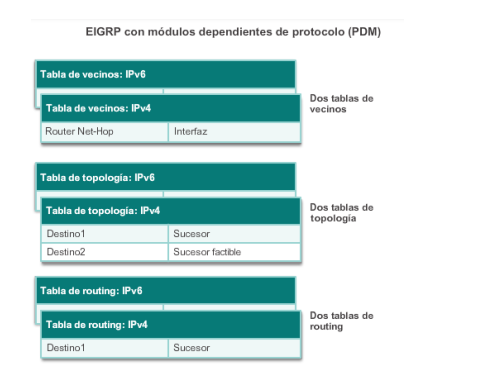 EIGRP con módulos dependientes de protocolo (PDM)
Tabla de vecinos: IPv6
Tabla de vecinos: IPv4
Router Net-Hop Interfaz
Dos tablas de
vecinos
Tabla de topología: IPv6
Tabla de topología: IPv4
Destino1 Sucesor
Destino2 Sucesor factible
Dos tablas de
topología
Tabla de routing: IPv6
Tabla de routing: IPv4
Destino1 Sucesor
Dos tablas de
routing